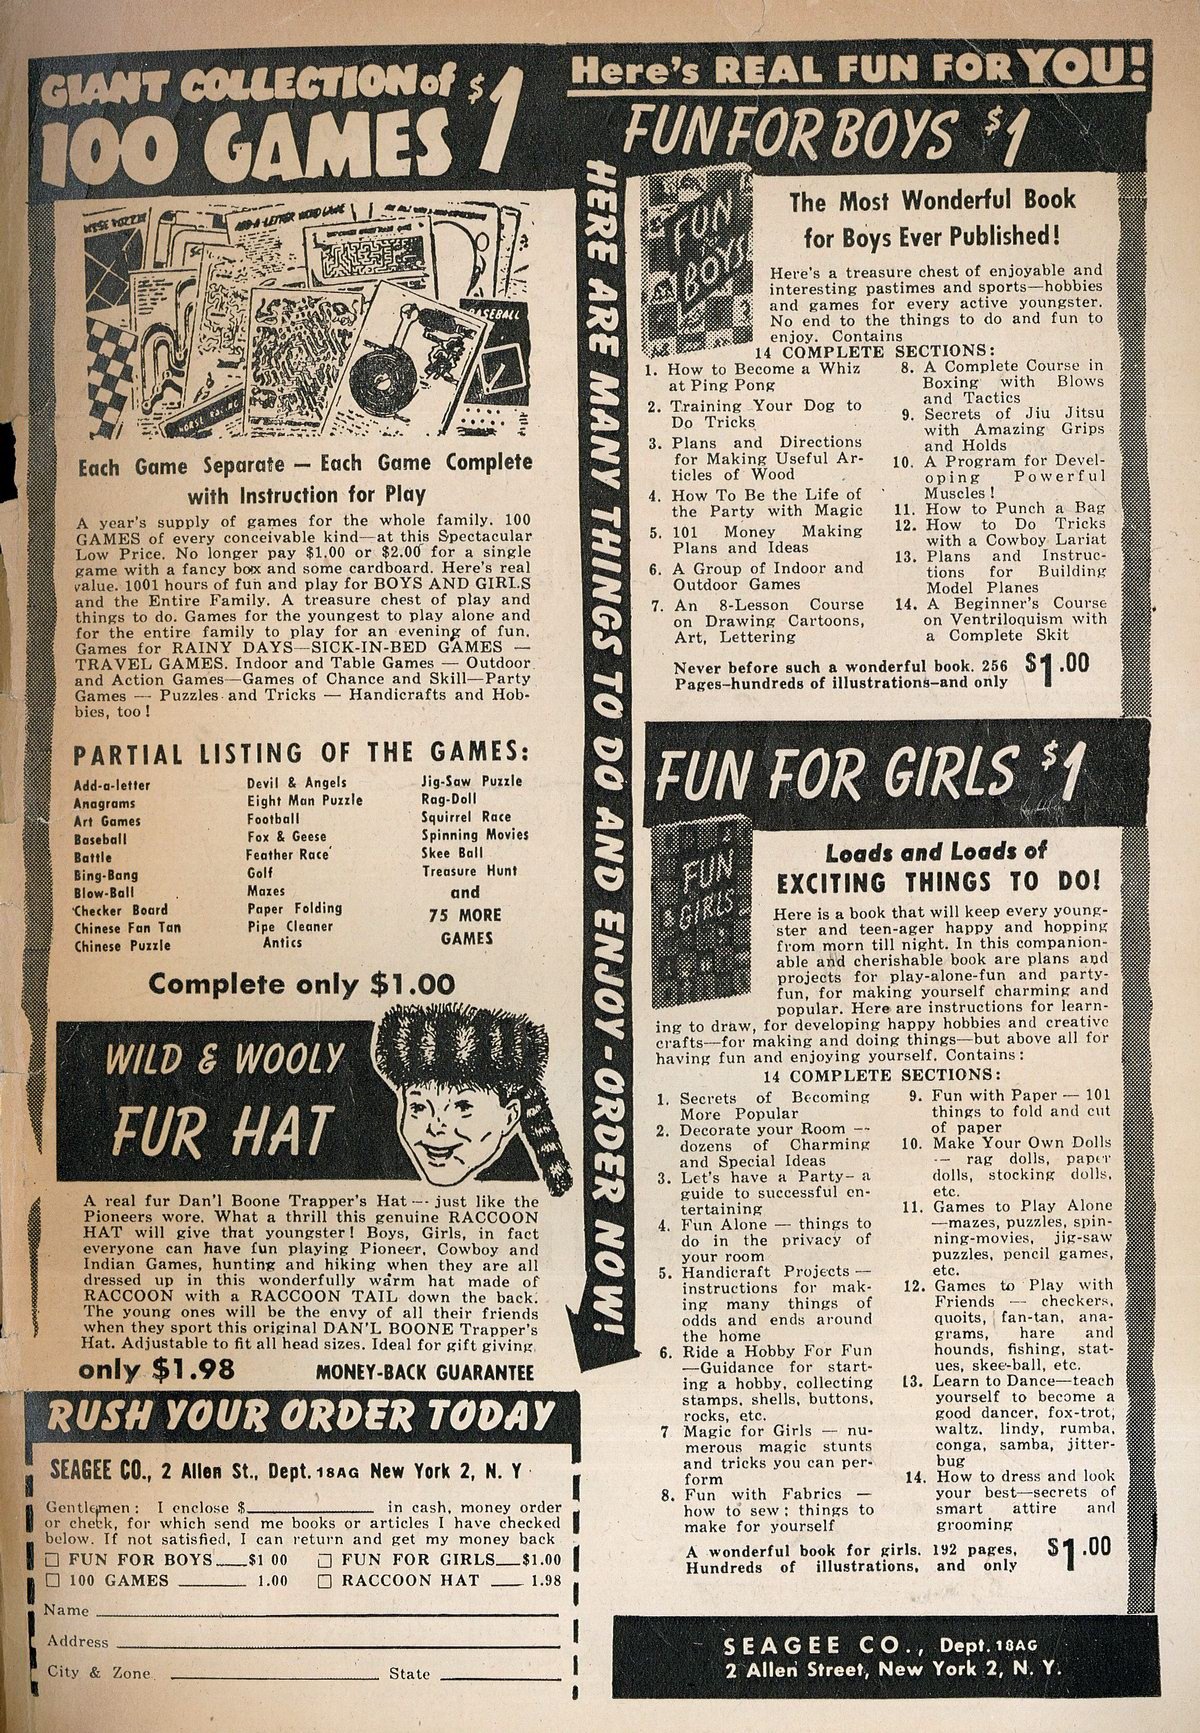 GIANT COLLECTION of $1
100 GAMES
ADD-A-LETTER WORD GAME
BASEBALL
Each Game Separate — Each Game Complete
with Instruction for Play
A year's supply of games for the whole family. 100
GAMES of every conceivable kind—at this Spectacular
Low Price. No longer pay $1.00 or $2.00 for a single
game with a fancy box and some cardboard. Here's real
value. 1001 hours of fun and play for BOYS AND GIRLS
and the Entire Family. A treasure chest of play and
things to do. Games for the youngest to play alone and
for the entire family to play for an evening of fun.
Games for RAINY DAYS—SICK-IN-BED GAMES —
TRAVEL GAMES. Indoor and Table Games — Outdoor
and Action Games—Games of Chance and Skill—Party
Games — Puzzles and Tricks — Handicrafts and Hob-
bies, too!
PARTIAL LISTING OF THE GAMES:
Add-a-letter
Anagrams
Art Games
Baseball
Battle
Bing-Bang
Blow-Ball
Checker Board
Chinese Fan Tan
Chinese Puzzle
Devil & Angels
Eight Man Puzzle
Football
Fox & Geese
Feather Race
Golf
Mazes
Paper Folding
Pipe Cleaner
Antics
Jig-Saw Puzzle
Rag-Doll
Squirrel Race
Spinning Movies
Skee Ball
Treasure Hunt
and
75 MORE
GAMES
Complete only $1.00
WILD & WOOLY
FUR HAT
A real fur Dan'l Boone Trapper's Hat — just like the
Pioneers wore. What a thrill this genuine RACCOON
HAT will give that youngster! Boys, Girls, in fact
everyone can have fun playing Pioneer, Cowboy and
Indian Games, hunting and hiking when they are all
dressed up in this wonderfully warm hat made of
RACCOON with a RACCOON TAIL down the back.
The young ones will be the envy of all their friends
when they sport this original DAN'L BOONE Trapper's
Hat. Adjustable to fit all head sizes. Ideal for gift giving.
only $1.98 MONEY-BACK GUARANTEE
RUSH YOUR ORDER TODAY
SEAGEE CO., 2 Allen St., Dept. 18AG New York 2, N. Y.
Gentlemen: I enclose $ in cash, money order
or check, for which send me books or articles I have checked
below. If not satisfied, I can return and get my money back
FUN FOR BOYS $1 00 FUN FOR GIRLS $1.00
100 GAMES 1.00 RACCOON HAT 1.98
Name
Address
City & Zone State
HERE ARE MANY THINGS TO DO AND ENJOY-ORDER NOW!
Here's REAL FUN FOR YOU!
FUN FOR BOYS $1
FUN
BOYS
The Most Wonderful Book
for Boys Ever Published!
Here's a treasure chest of enjoyable and
interesting pastimes and sports—hobbies
and games for every active youngster.
No end to the things to do and fun to
enjoy. Contains
14 COMPLETE SECTIONS:
1. How to Become a Whiz
at Ping Pong
2. Training Your Dog to
Do Tricks
3. Plans and Directions
for Making Useful Ar-
ticles of Wood
4. How To Be the Life of
the Party with Magic
5. 101 Money Making
Plans and Ideas
6. A Group of Indoor and
Outdoor Games
7. An 8-Lesson Course
on Drawing Cartoons,
Art, Lettering
8. A Complete Course in
Boxing with Blows
and Tactics
9. Secrets of Jiu Jitsu
with Amazing Grips
and Holds
10. A Program for Devel-
oping Powerful
Muscles!
11. How to Punch a Bag
12. How to Do Tricks
with a Cowboy Lariat
13. Plans and Instruc-
tions for Building
Model Planes
14. A Beginner's Course
on Ventriloquism with
a Complete Skit
Never before such a wonderful book. 256
Pages-hundreds of illustrations-and only $1.00
FUN FOR GIRLS $1
FUN
GIRLS
Loads and Loads of
EXCITING THINGS TO DO!
Here is a book that will keep every young-
ster and teen-ager happy and hopping
from morn till night. In this companion-
able and cherishable book are plans and
projects for play-alone-fun and party-
fun, for making yourself charming and
popular. Here are instructions for learn-
ing to draw, for developing happy hobbies and creative
crafts—for making and doing things—but above all for
having fun and enjoying yourself. Contains:
14 COMPLETE SECTIONS:
1. Secrets of Becoming
More Popular
2. Decorate your Room —
dozens of Charming
and Special Ideas
3. Let's have a Party– a
guide to successful en-
tertaining
4. Fun Alone — things to
do in the privacy of
your room
5. Handicraft Projects —
instructions for mak-
ing many things of
odds and ends around
the home
6. Ride a Hobby For Fun
—Guidance for start-
ing a hobby, collecting
stamps, shells, buttons,
rocks, etc.
7 Magic for Girls — nu-
merous magic stunts
and tricks you can per-
form
8. Fun with Fabrics —
how to sew; things to
make for yourself
9. Fun with Paper — 101
things to fold and cut
of paper
10. Make Your Own Dolls
— rag dolls, paper
dolls, stocking dolls,
etc.
11. Games to Play Alone
—mazes, puzzles, spin-
ning-movies, jig-saw
puzzles, pencil games,
etc.
12. Games to Play with
Friends — checkers,
quoits, fan-tan, ana-
grams, hare and
hounds, fishing, stat-
ues, skee-ball, etc.
13. Learn to Dance—teach
yourself to become a
good dancer, fox-trot,
waltz, lindy, rumba,
conga, samba, jitter-
bug
14. How to dress and look
your best—secrets of
smart attire and
grooming
A wonderful book for girls. 192 pages,
Hundreds of illustrations, and only $1.00
SEAGEE CO., Dept. 18AG
2 Allen Street, New York 2, N. Y.